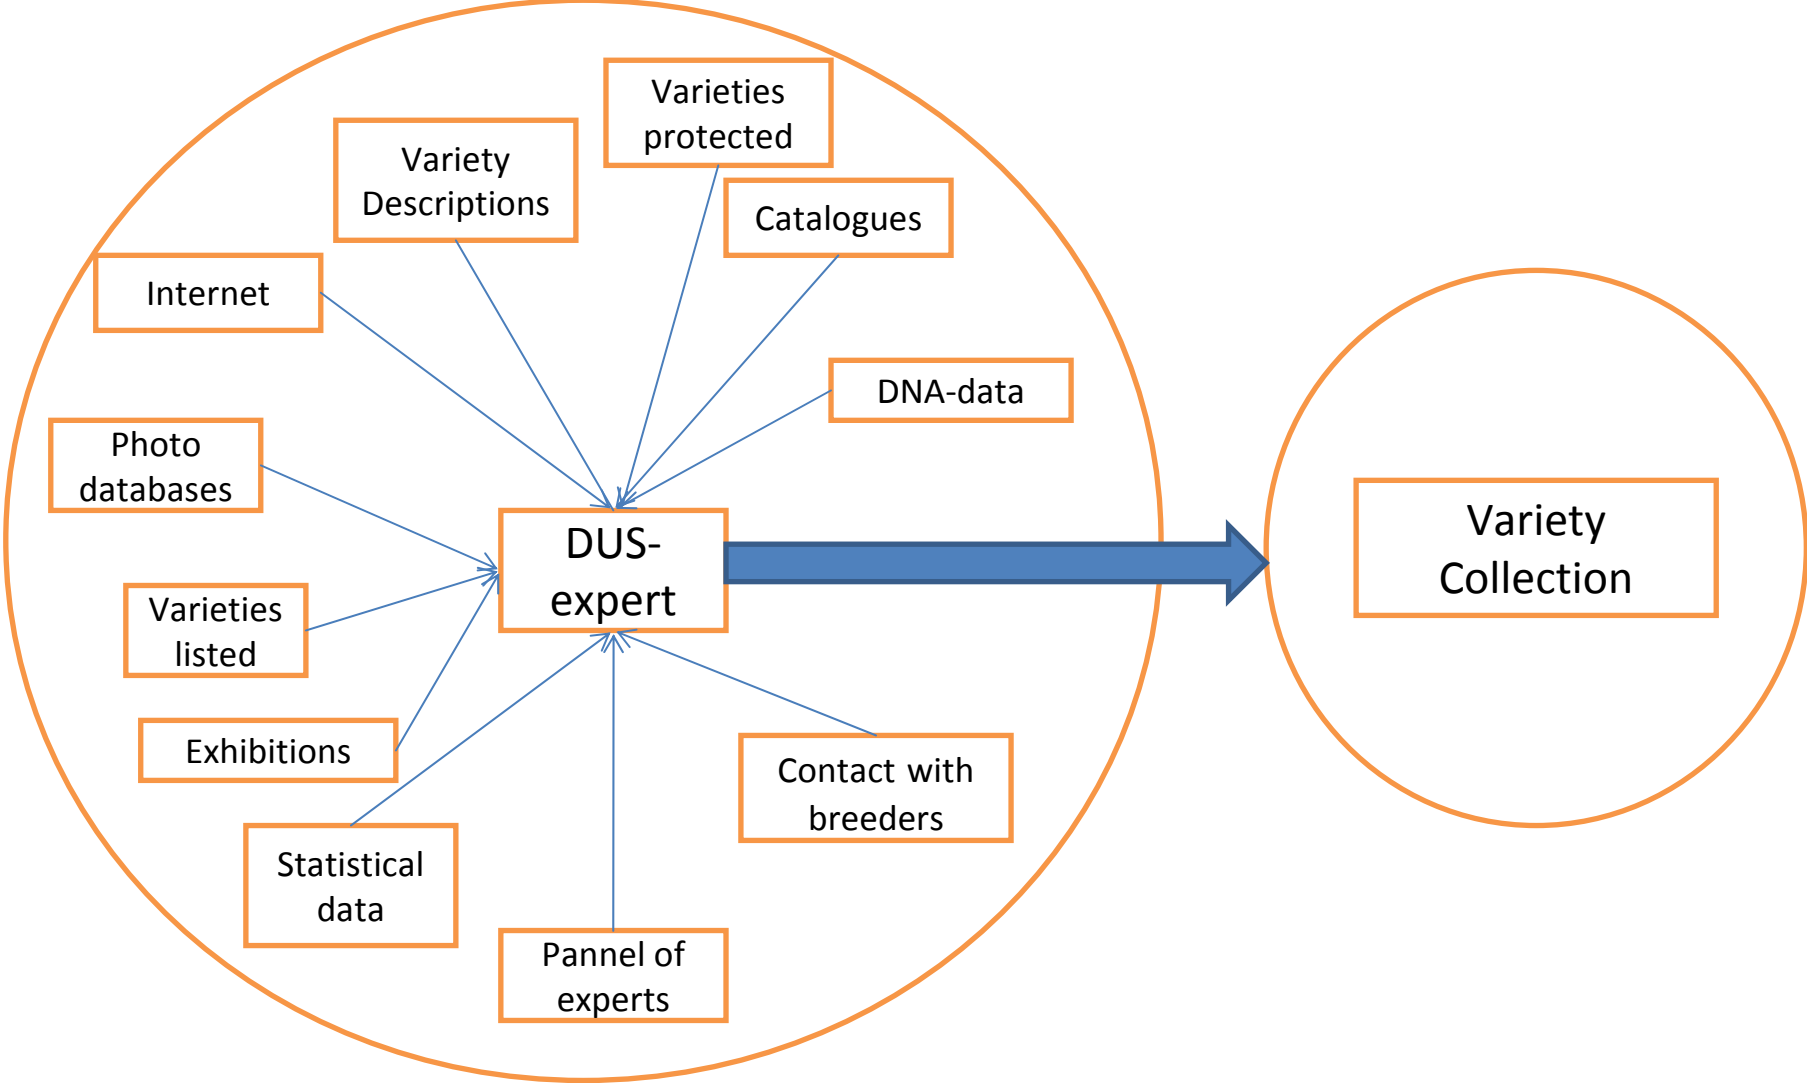 Varieties
protected
Variety
Descriptions
Catalogues
Internet
DNA-data
Photo
databases
DUS-
expert
Variety
Collection
Varieties
listed
Exhibitions
Contact with
breeders
Statistical
data
Pannel of
experts